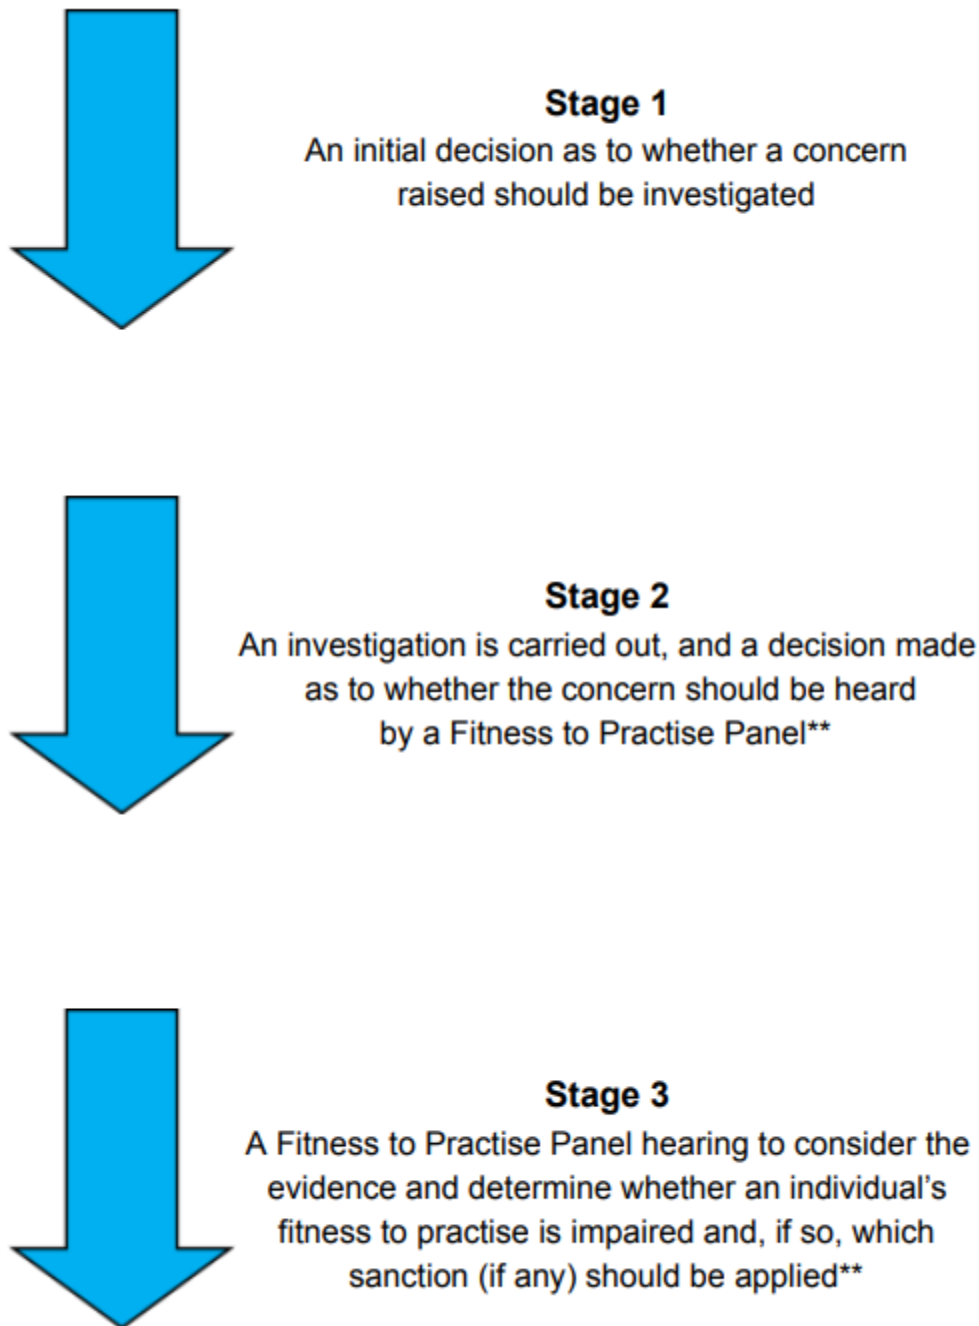 Stage 1
An initial decision as to whether a concern
raised should be investigated
Stage 2
An investigation is carried out, and a decision made
as to whether the concern should be heard
by a Fitness to Practise Panel**
Stage 3
A Fitness to Practise Panel hearing to consider the
evidence and determine whether an individual’s
fitness to practise is impaired and, if so, which
sanction (if any) should be applied**